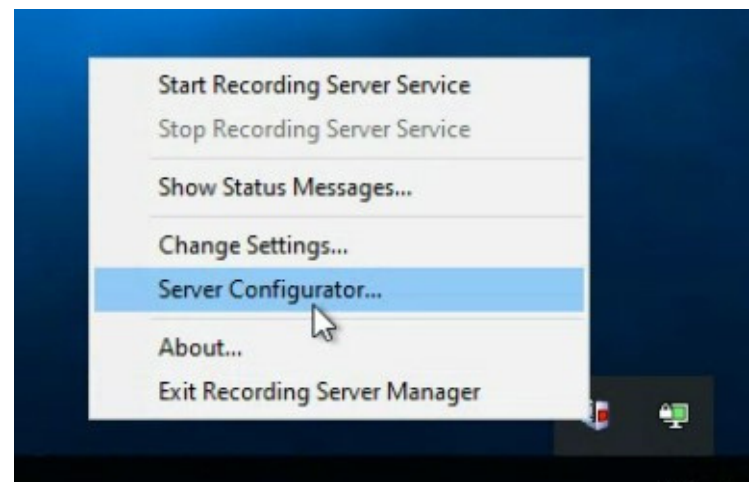 Start Recording Server Service
Stop Recording Server Service
Show Status Messages...
Change Settings...
Server Configurator...
About...
Exit Recording Server Manager